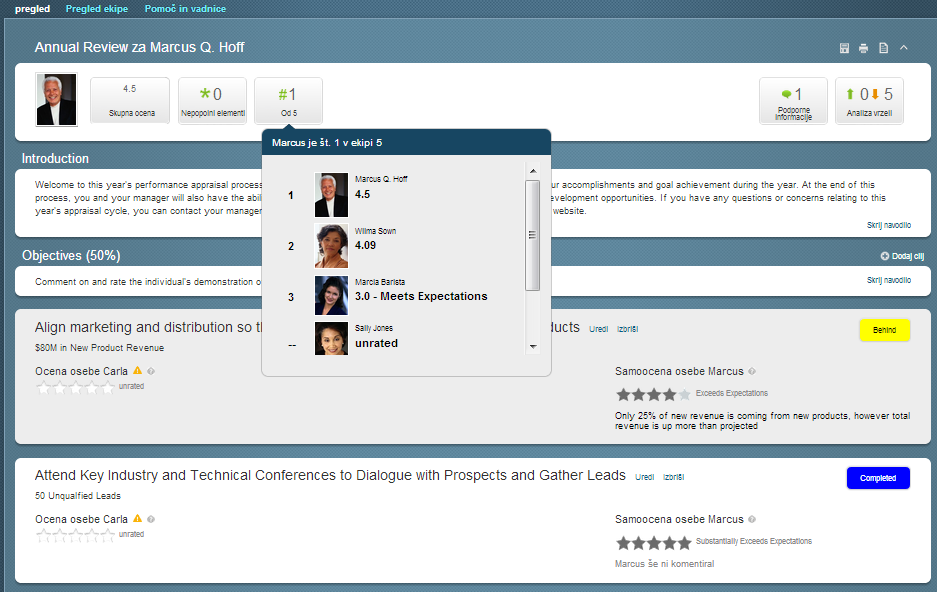 pregled Pregled ekipe Pomoč in vadnice
Annual Review za Marcus Q. Hoff
4.5
Skupna ocena
0
Nepopolni elementi
#1
Od 5
1
Podporne informacije
0 5
Analiza vrzeli
Marcus je št. 1 v ekipi 5
1 Marcus Q. Hoff
4.5
2 Wilma Sown
4.09
3 Marcia Barista
3.0 - Meets Expectations
-- Sally Jones
unrated
Introduction
Welcome to this year's performance appraisal process ur accomplishments and goal achievement during the year. At the end of this
process, you and your manager will also have the abil velopment opportunities. If you have any questions or concerns relating to this
year's appraisal cycle, you can contact your manager website.
Skrij navodilo
Objectives (50%) Dodaj cilj
Comment on and rate the individual's demonstration o Skrij navodilo
Align marketing and distribution so th ducts Uredi Izbriši Behind
$80M in New Product Revenue
Ocena osebe Carla
unrated
Samoocena osebe Marcus
Exceeds Expectations
Only 25% of new revenue is coming from new products, however total
revenue is up more than projected
Attend Key Industry and Technical Conferences to Dialogue with Prospects and Gather Leads Uredi Izbriši Completed
50 Unqualfied Leads
Ocena osebe Carla
unrated
Samoocena osebe Marcus
Substantially Exceeds Expectations
Marcus še ni komentiral